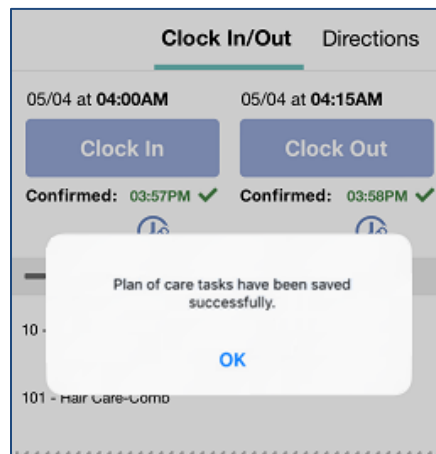 Clock In/Out Directions
05/04 at 04:00AM 05/04 at 04:15AM
Clock In Clock Out
Confirmed: 03:57PM Confirmed: 03:58PM
Plan of care tasks have been saved
successfully.
10 -
OK
101 - Hair Care-Comb